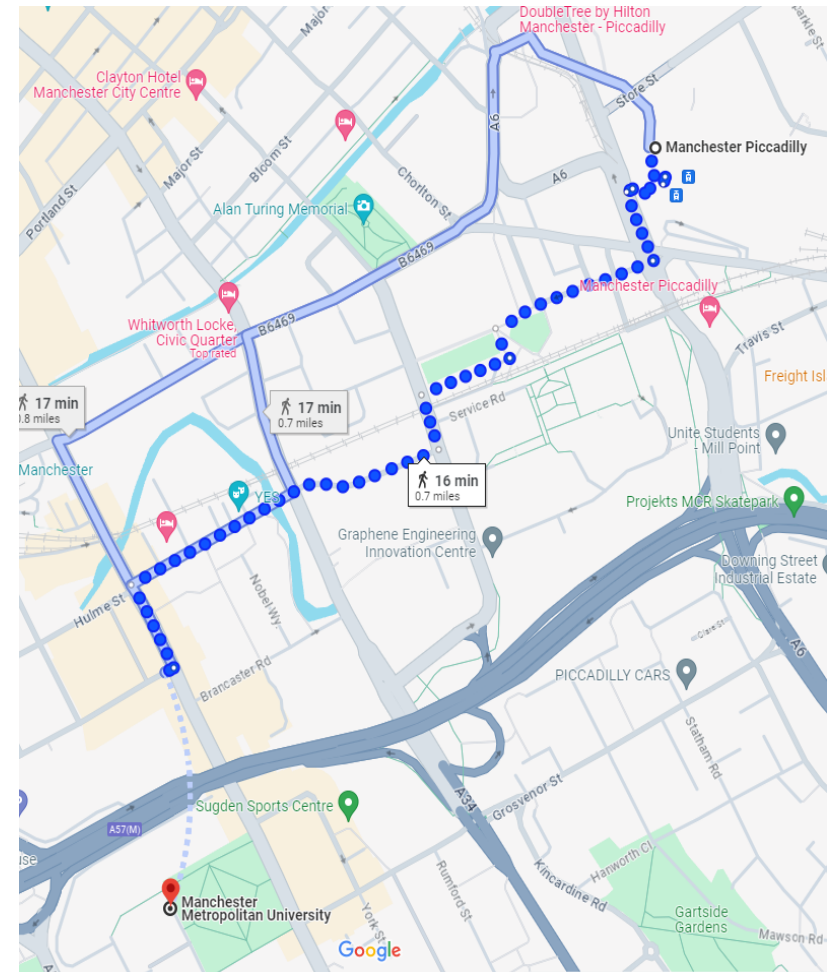 DoubleTree by Hilton
Manchester - Piccadilly
Major
Clayton Hotel
Manchester City Centre
Store St
A6
Manchester Piccadilly
Major St
Bloom St
Chorlton St
A6
Portland St
Alan Turing Memorial
B6469
Manchester Piccadilly
Whitworth Locke,
Civic Quarter
Top rated
B6469
Travis St
Freight Isl
17 min
0.8 miles
17 min
0.7 miles
Service Rd
Unite Students
- Mill Point
Manchester
16 min
0.7 miles
YES
Projekts MCR Skatepark
Graphene Engineering
Innovation Centre
Downing Street
Industrial Estate
Hulme St
Nobel Wy.
Clare St
A6
Brancaster Rd
PICCADILLY CARS
Statham Rd
Sugden Sports Centre
A34
Grosvenor St
A57(M)
use
Hanworth Cl.
Kincardine Rd
Rumford St
Manchester
Metropolitan University
York St
Gartside
Gardens
Mawson Rd
Google